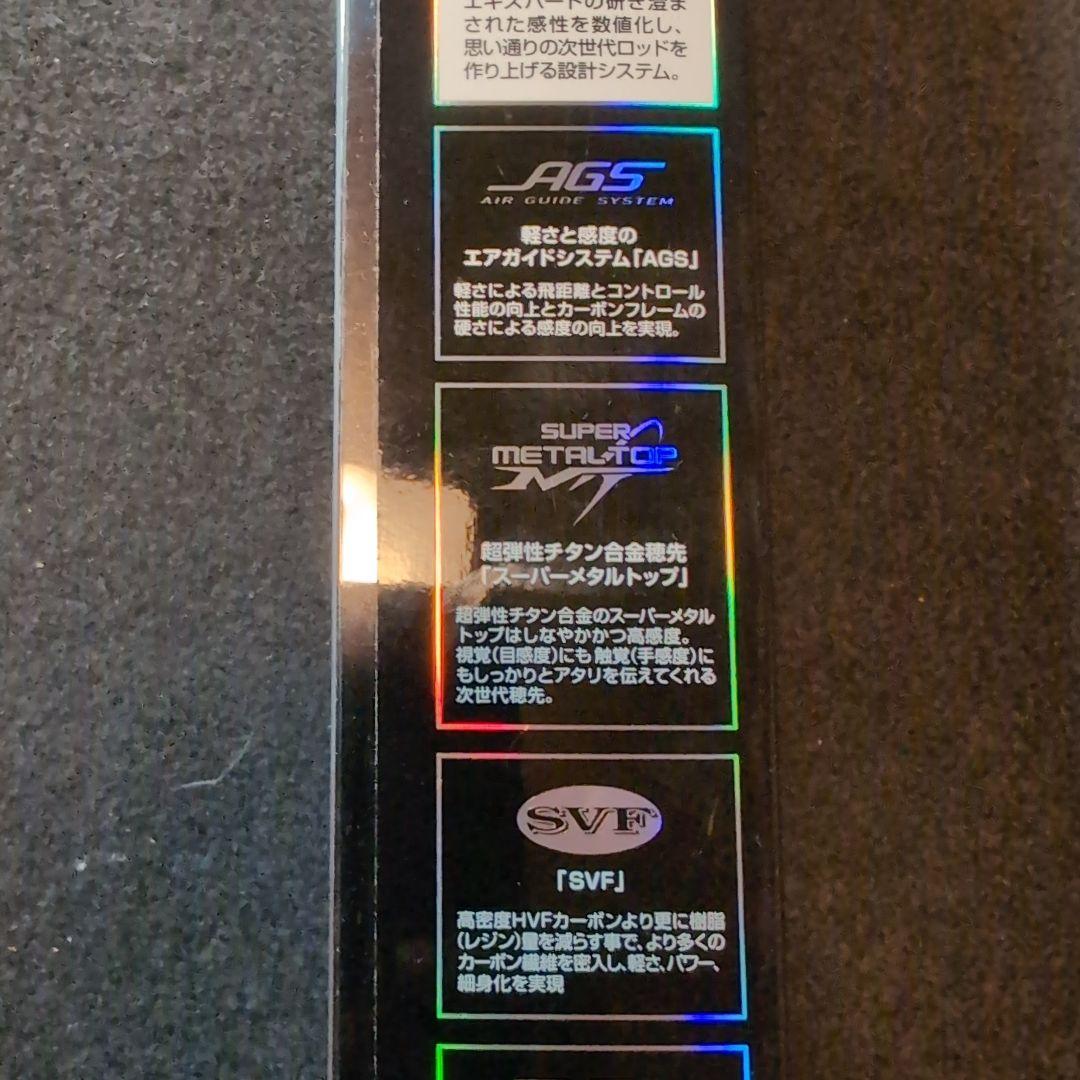 エキスパートの研ぎ澄ま
された感性を数値化し、
思い通りの次世代ロッドを
作り上げる設計システム。
AGS
AIR GUIDE SYSTEM
軽さと感度の
エアガイドシステム「AGS」
軽さによる飛距離とコントロール
性能の向上とカーボンフレームの
硬さによる感度の向上を実現。
SUPER
METAL TOP
MT
超弾性チタン合金穂先
「スーパーメタルトップ」
超弾性チタン合金のスーパーメタル
トップはしなやかかつ高感度。
視覚(目感度)にも触覚(手感度)に
もしっかりとアタリを伝えてくれる
次世代穂先。
SVF
「SVF」
高密度HVFカーボンより更に樹脂
(レジン)量を減らす事で、より多くの
カーボン繊維を密入し、軽さ、パワー、
細身化を実現